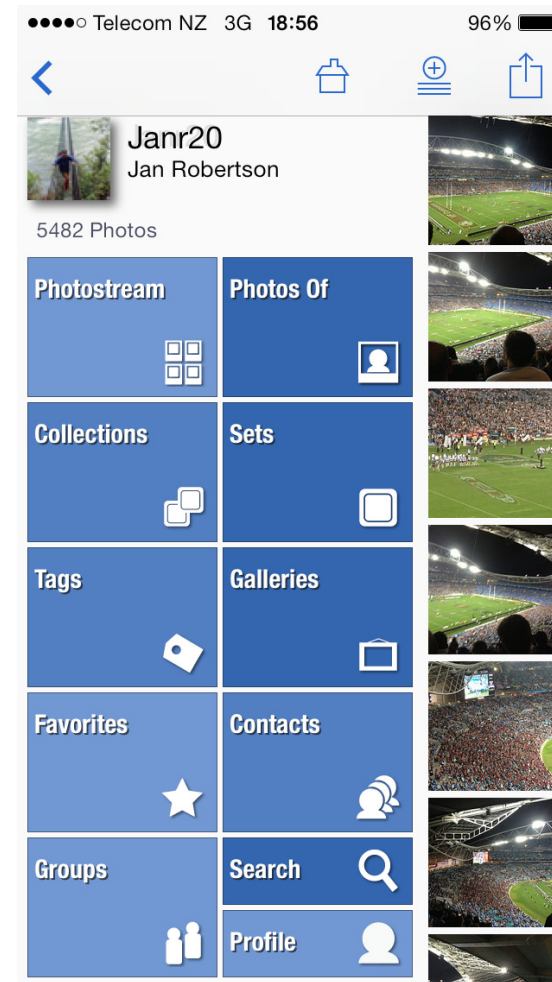 Telecom NZ 3G 18:56 96%
Janr20
Jan Robertson
5482 Photos
Photostream
Photos Of
Collections
Sets
Tags
Galleries
Favorites
Contacts
Groups
Search
Profile